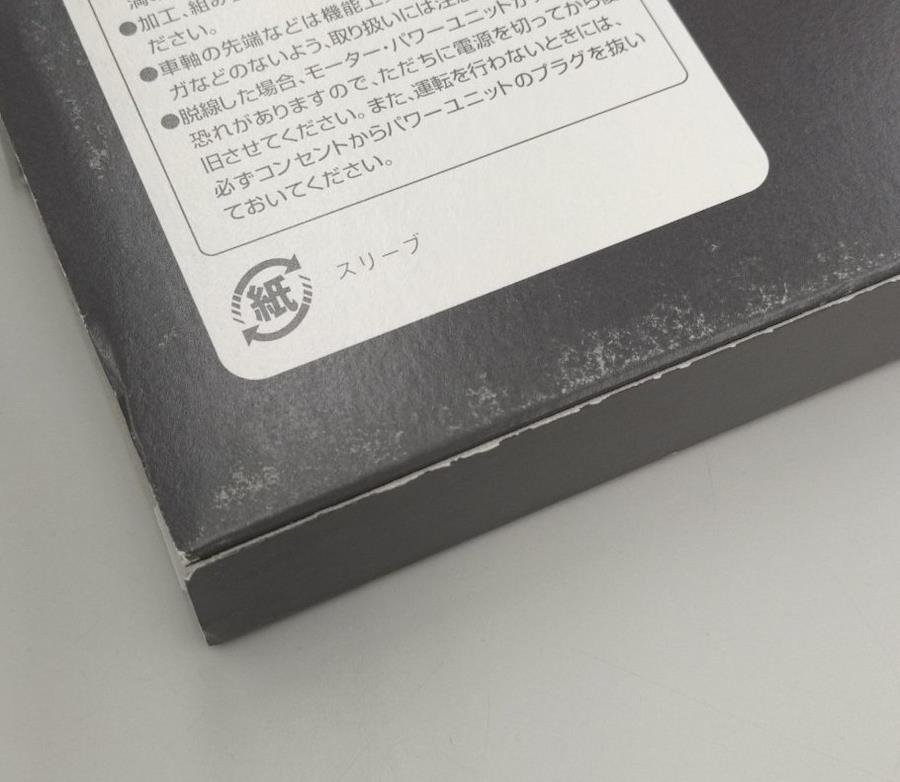 ●加工、組み
ださい。
●車軸の先端などは機能上
ガなどのないよう、取り扱いには注意
●脱線した場合、モーター・パワーユニットが
恐れがありますので、ただちに電源を切ってから
旧させてください。また、運転を行わないときには、
必ずコンセントからパワーユニットのプラグを抜い
ておいてください。
紙 スリーブ